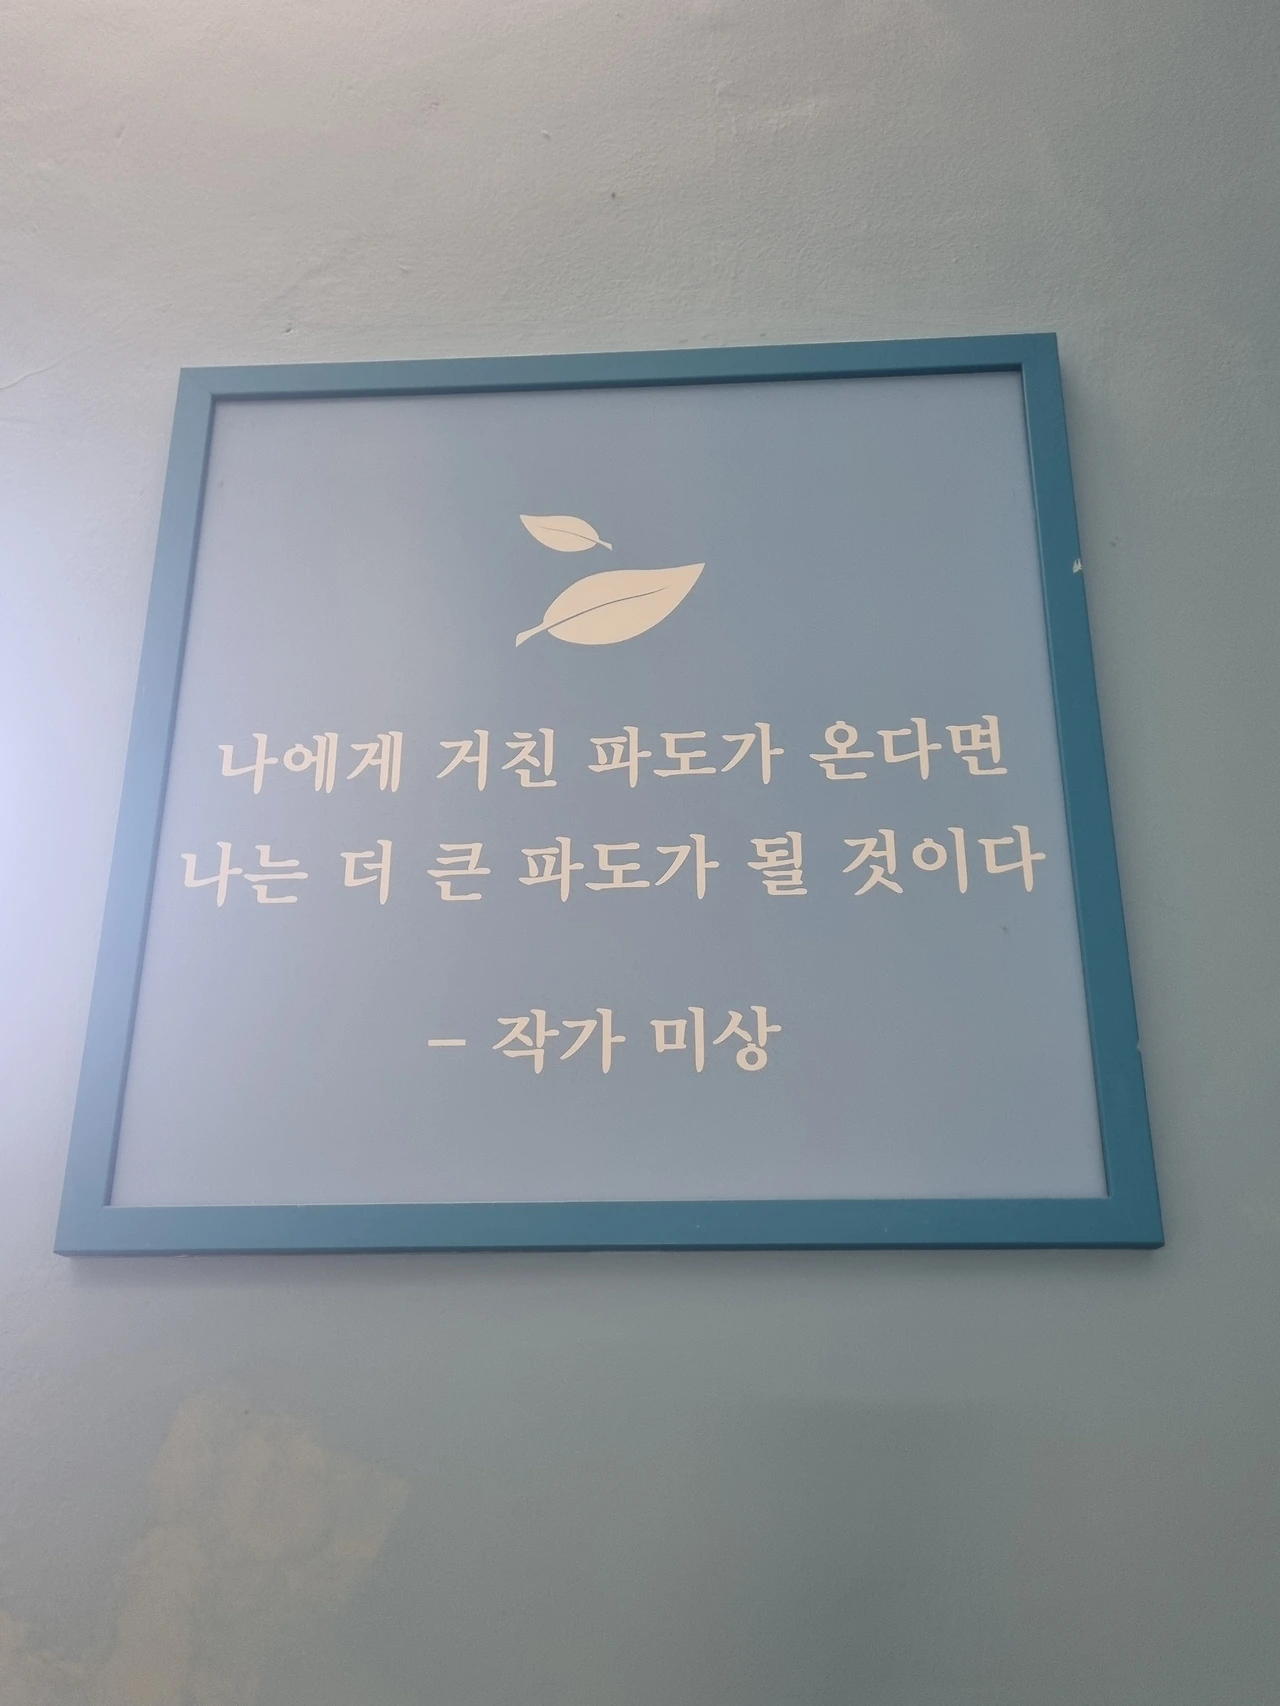 나에게 거친 파도가 온다면
나는 더 큰 파도가 될 것이다
- 작가 미상